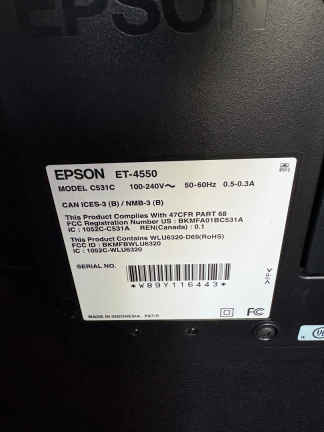 EPSON
EPSON ET-4550
MODEL C531C 100-240V~ 50-60Hz 0.5-0.3A
CAN ICES-3 (B) / NMB-3 (B)
This Product Complies With 47CFR PART 68
FCC Registration Number US : BKMFA01BC531A
IC : 1052C-C531A REN(Canada) : 0.1
This Product Contains WLU6320-D69(RoHS)
FCC ID : BKMFBWLU6320
IC : 1052C-WLU6320
SERIAL NO.
*W89Y116443*
MADE IN INDONESIA
FC